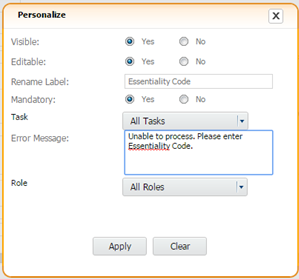 Personalize
X
Visible: Yes No
Editable: Yes No
Rename Label: Essentiality Code
Mandatory: Yes No
Task All Tasks
Error Message: Unable to process. Please enter
Essentiality Code.
Role All Roles
Apply Clear